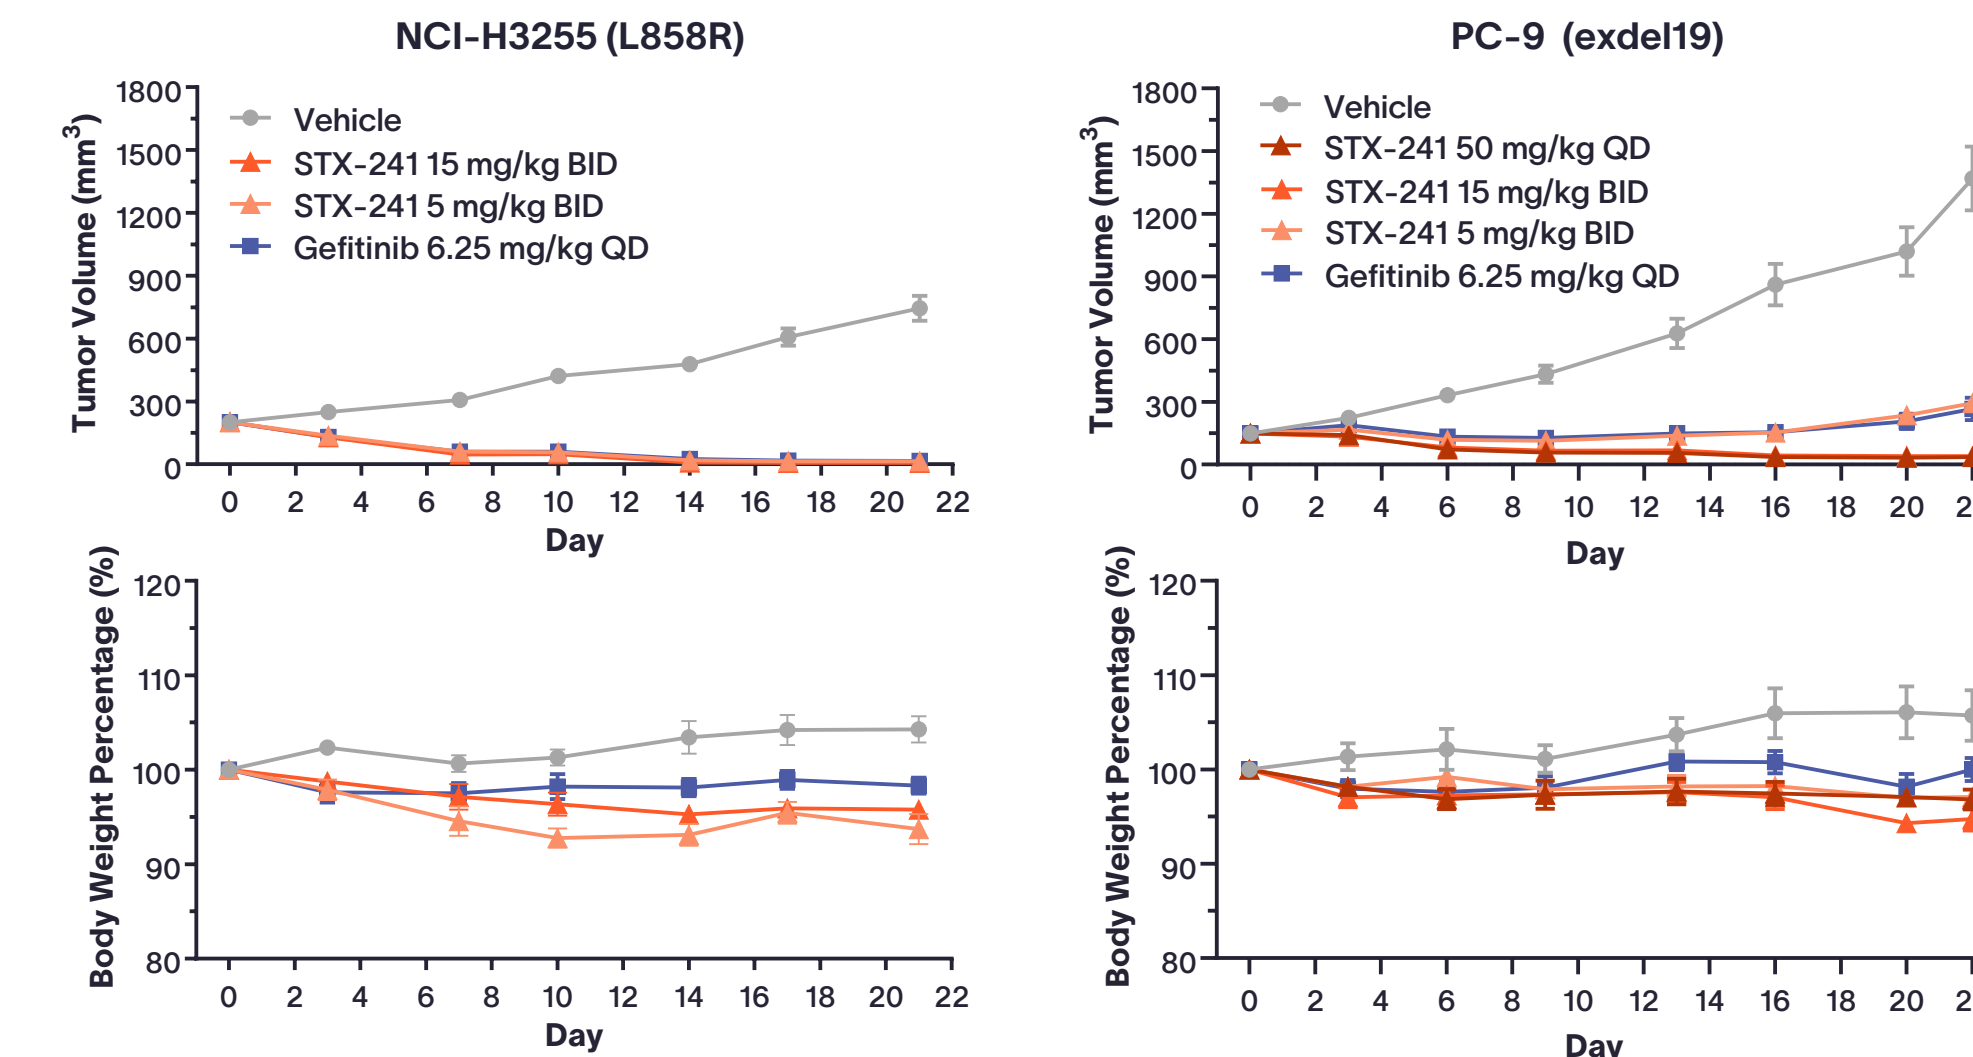 NCI-H3255 (L858R)
Tumor Volume (mm³)
1800
1500
1200
900
600
300
0
Vehicle
STX-241 15 mg/kg BID
STX-241 5 mg/kg BID
Gefitinib 6.25 mg/kg QD
0 2 4 6 8 10 12 14 16 18 20 22
Day
PC-9 (exdel19)
Tumor Volume (mm³)
1800
1500
1200
900
600
300
0
Vehicle
STX-241 50 mg/kg QD
STX-241 15 mg/kg BID
STX-241 5 mg/kg BID
Gefitinib 6.25 mg/kg QD
0 2 4 6 8 10 12 14 16 18 20 2
Day
Body Weight Percentage (%)
120
110
100
90
80
0 2 4 6 8 10 12 14 16 18 20 22
Day
Body Weight Percentage (%)
120
110
100
90
80
0 2 4 6 8 10 12 14 16 18 20 2
Day